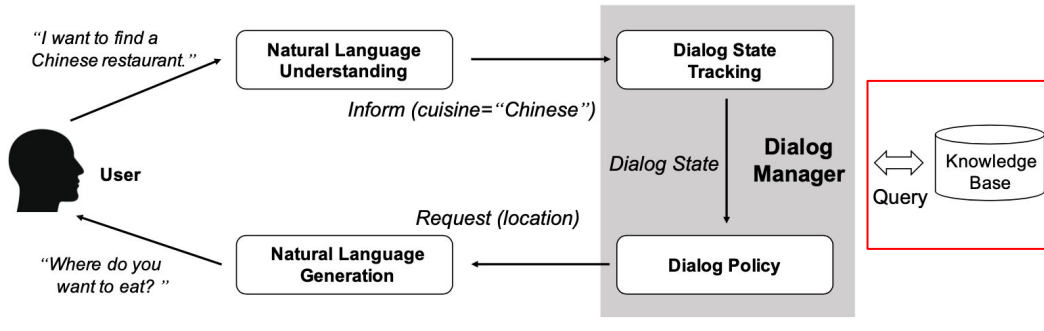 “I want to find a
Chinese restaurant.”
Natural Language
Understanding
Inform (cuisine=“Chinese”)
Dialog State
Tracking
Dialog State
Dialog
Manager
Query
Knowledge
Base
User
Request (location)
“Where do you
want to eat? ”
Natural Language
Generation
Dialog Policy